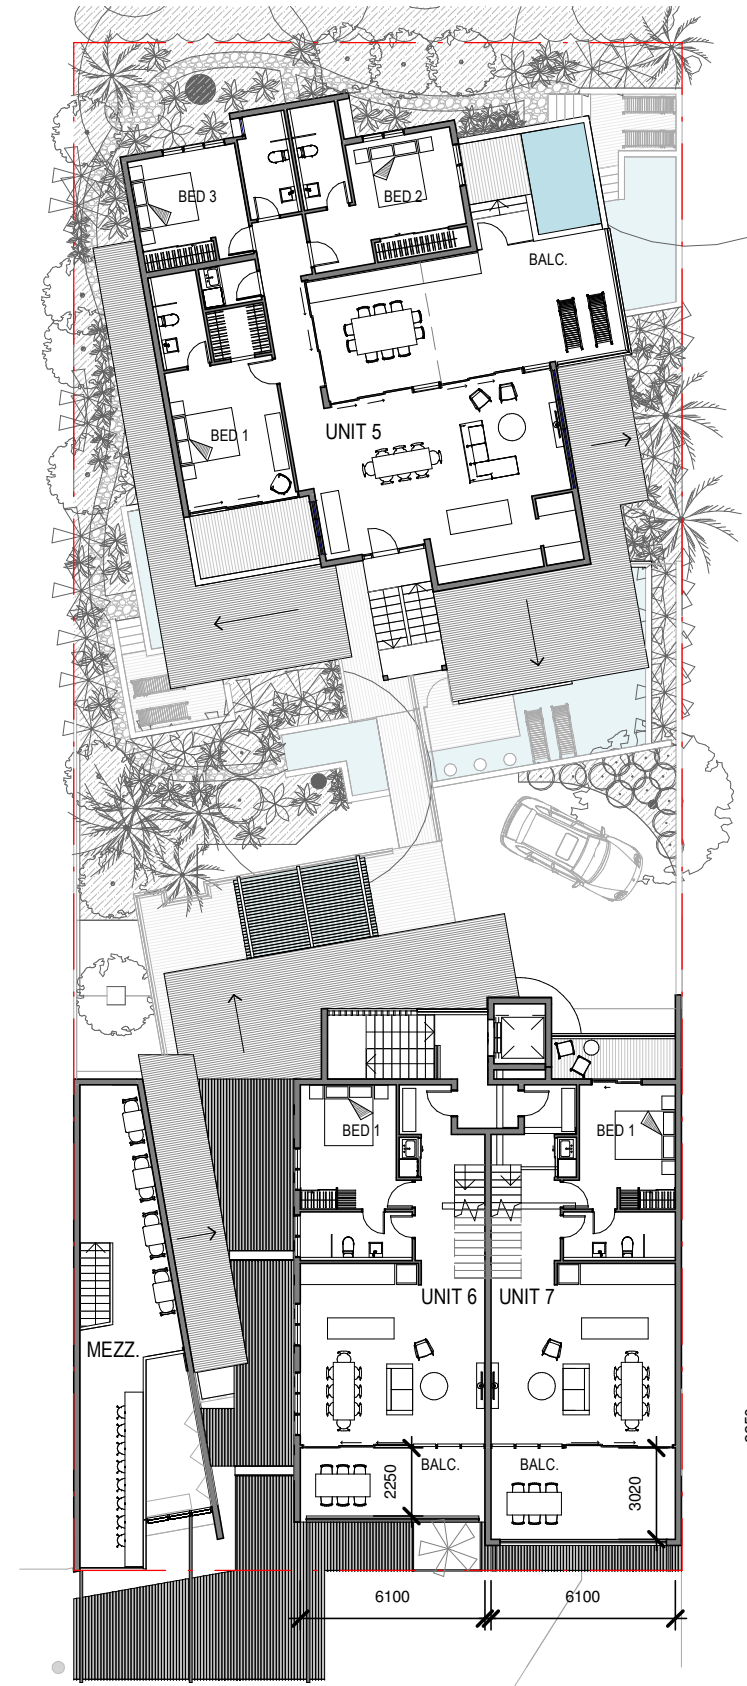 BED 3
BED 2
BALC.
UNIT 5
BED 1
BED 1
BED 1
UNIT 6
UNIT 7
MEZZ.
BALC.
BALC.
2250
3020
6100
6100